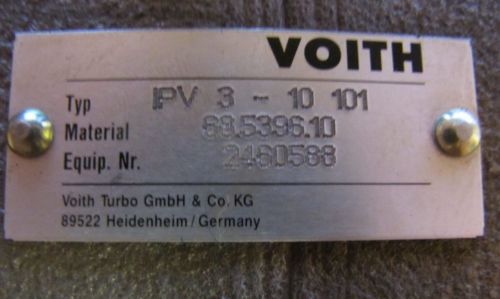 VOITH
Typ IPV 3 - 10 101
Material 69.5396.10
Equip. Nr. 2460588
Voith Turbo GmbH & Co. KG
89522 Heidenheim/Germany